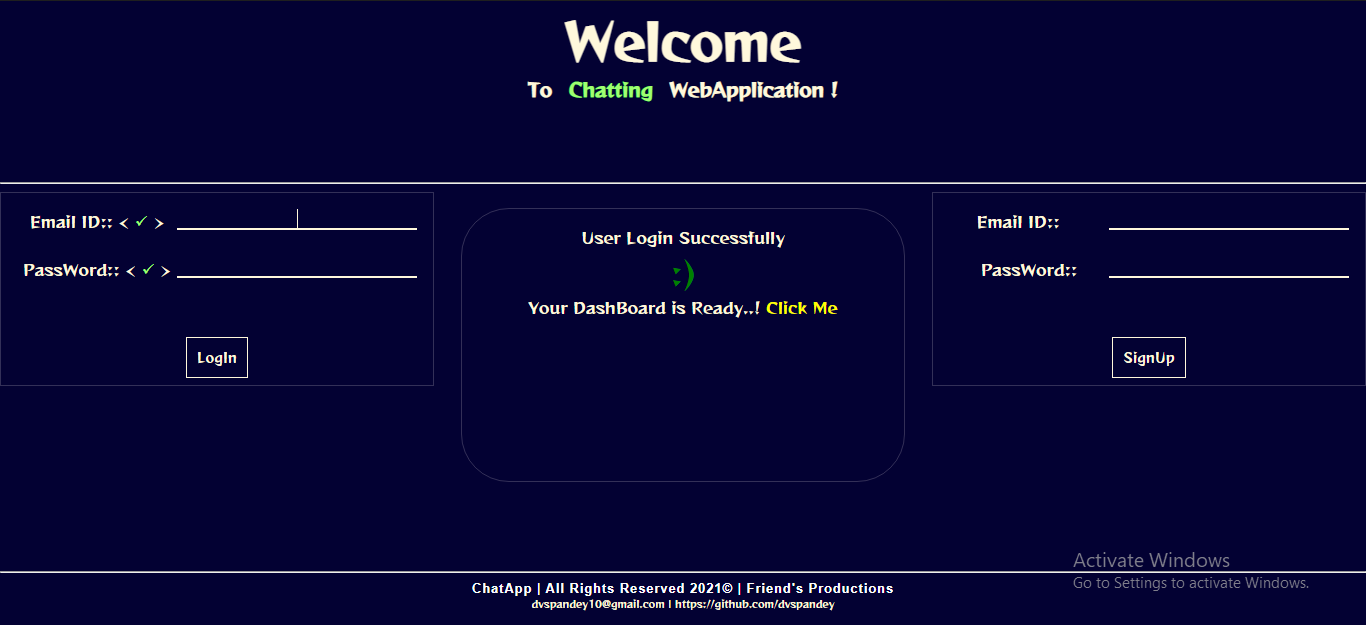 Welcome
To Chatting WebApplication !
Email ID:: < ✓ >
PassWord:: < ✓ >
LogIn
User Login Successfully
:)
Your DashBoard is Ready..! Click Me
Email ID::
PassWord::
SignUp
Activate Windows
Go to Settings to activate Windows.
ChatApp | All Rights Reserved 2021© | Friend's Productions
dvspandey10@gmail.com | https://github.com/dvspandey